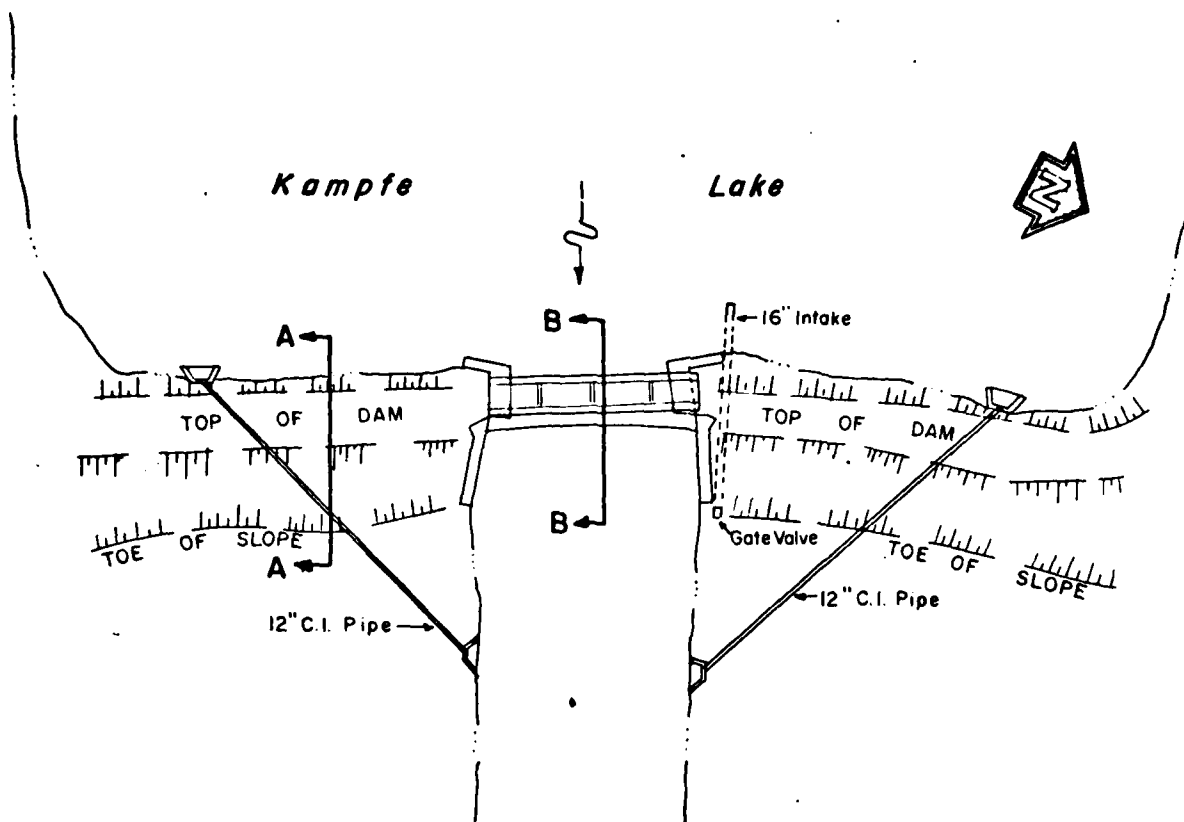 Kampfe Lake
N
A
B
16" Intake
TOP OF DAM
TOP OF DAM
B
Gate Valve
TOE OF SLOPE
TOE OF SLOPE
A
12" C.I. Pipe
12" C.I. Pipe